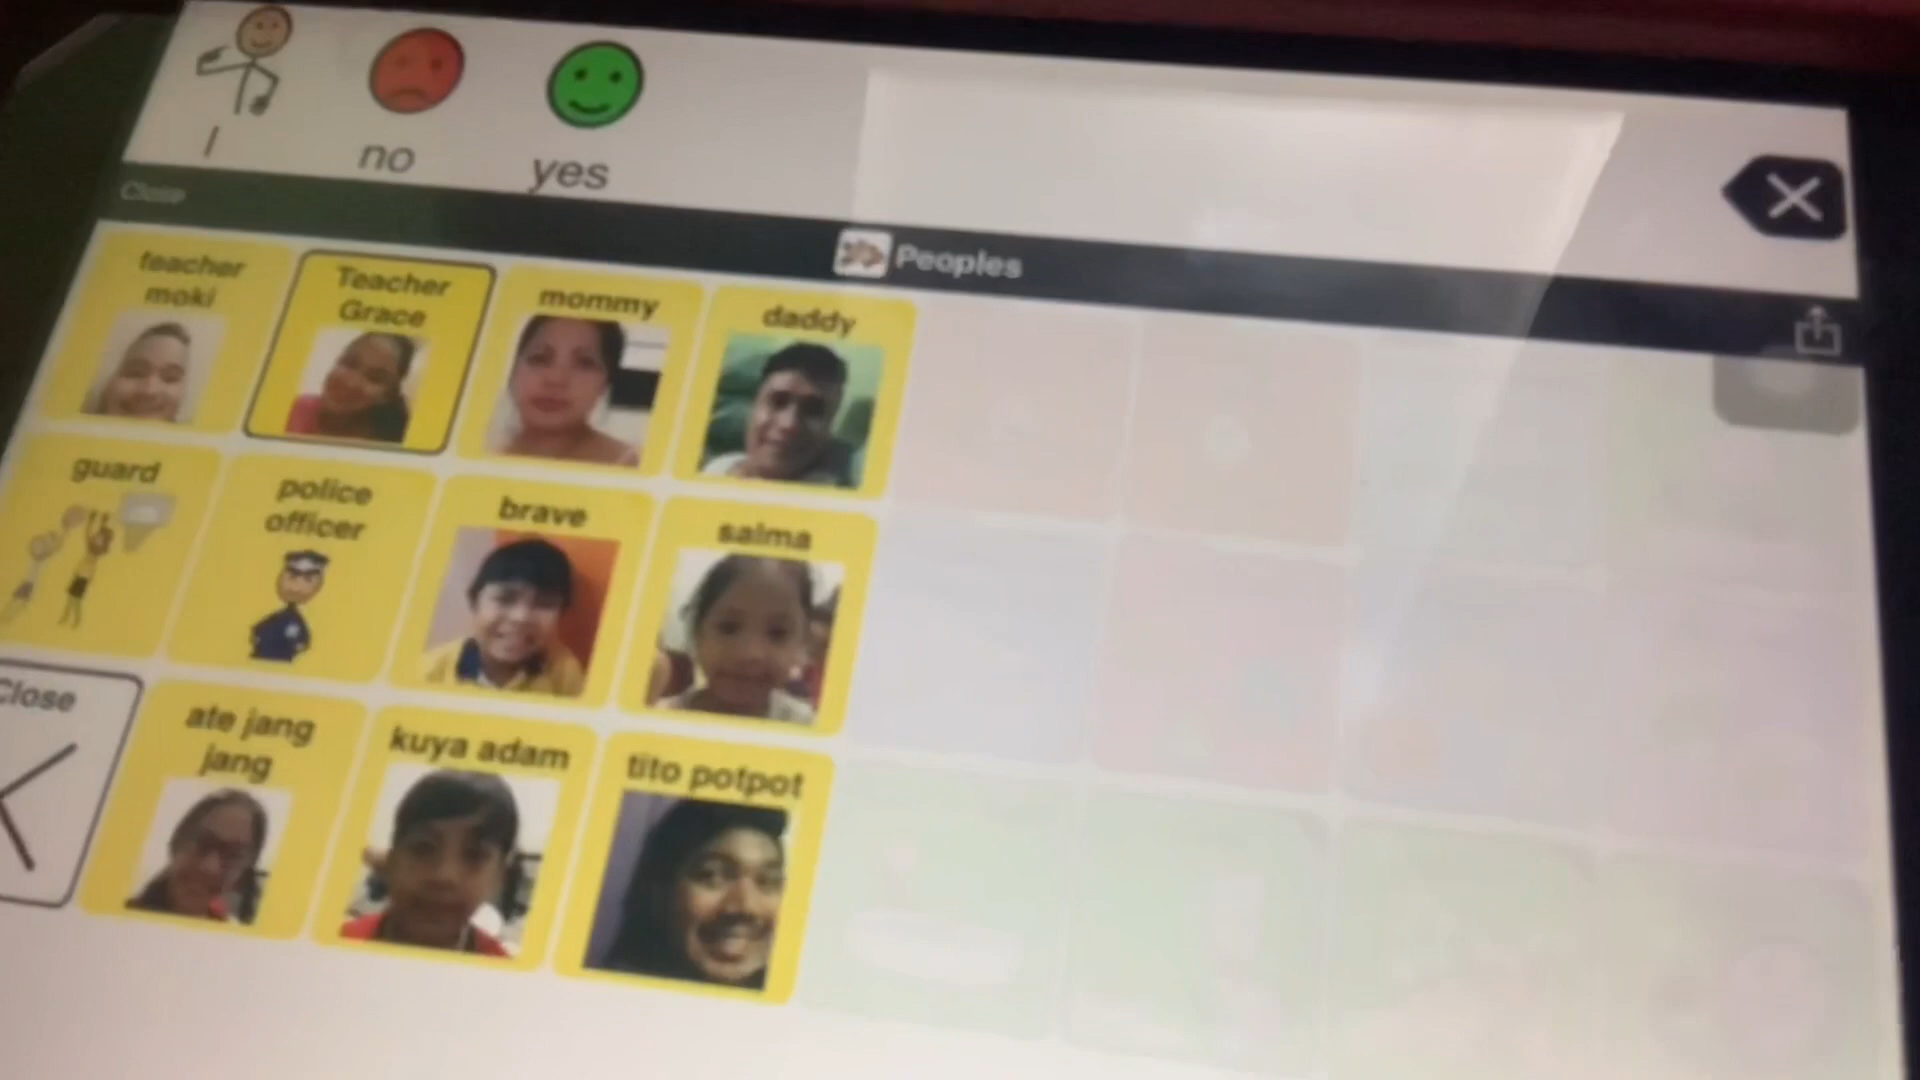 I
no
yes
Close
Peoples
teacher
moki
Teacher
Grace
mommy
daddy
guard
police
officer
brave
salma
Close
ate jang
jang
kuya adam
tito potpot